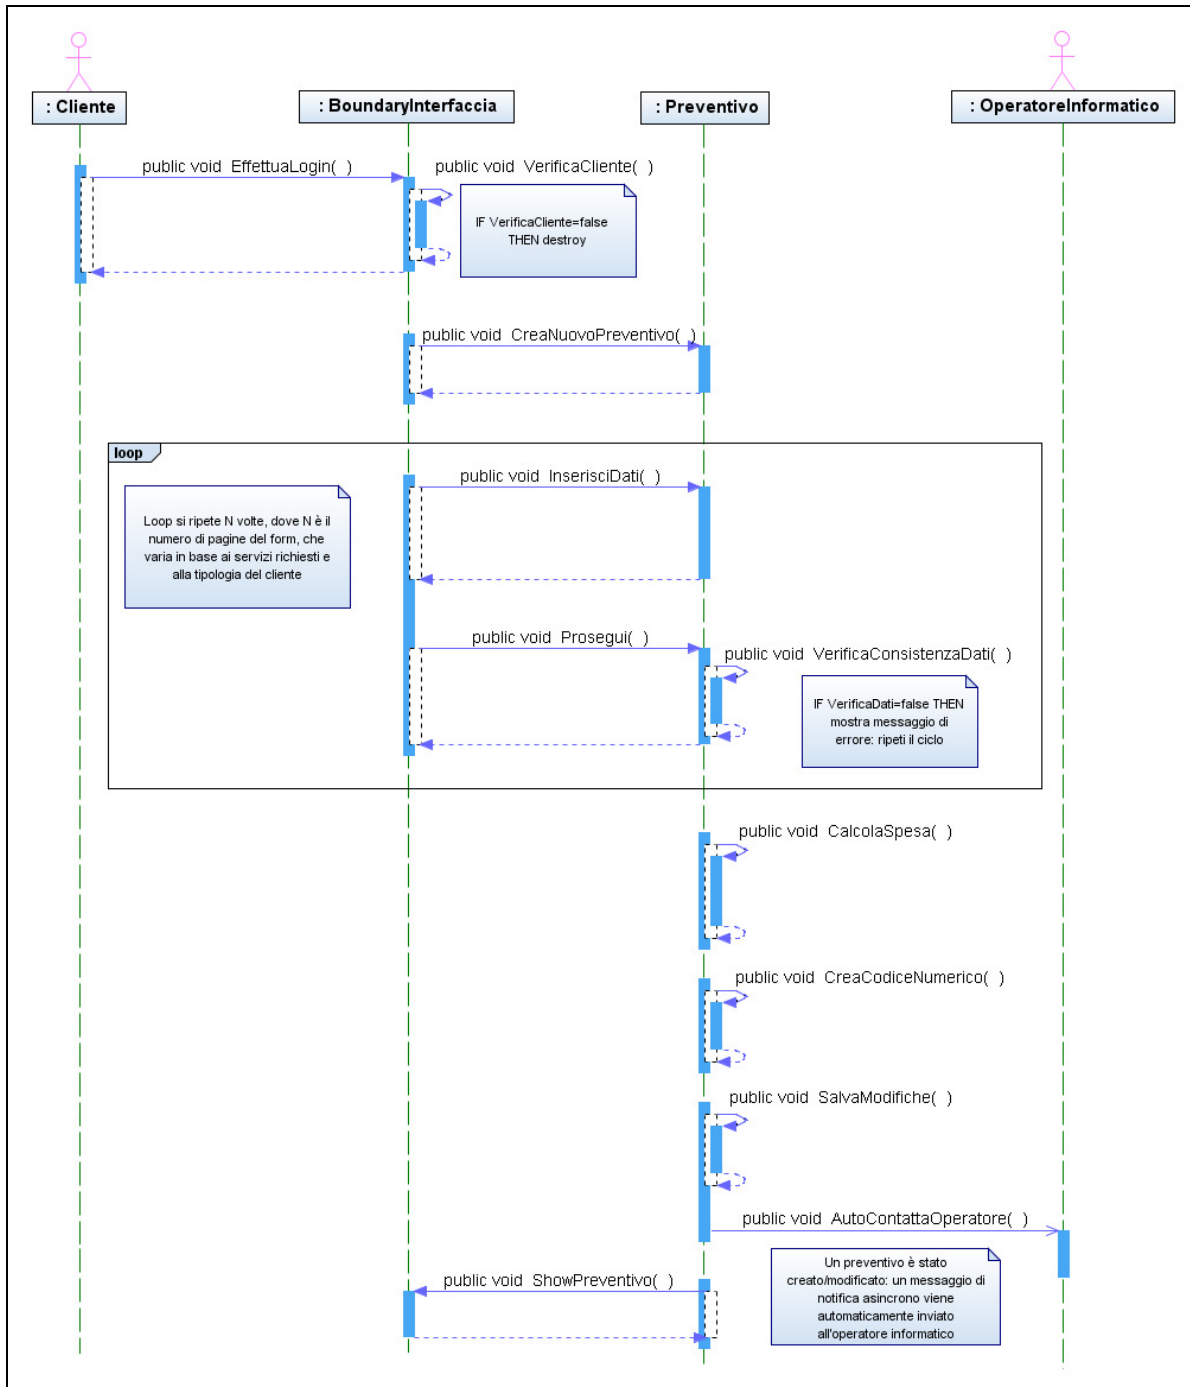 : Cliente
: BoundaryInterfaccia
: Preventivo
: OperatoreInformatico
public void EffettuaLogin( )
public void VerificaCliente( )
IF VerificaCliente=false
THEN destroy
public void CreaNuovoPreventivo( )
loop
public void InserisciDati( )
Loop si ripete N volte, dove N è il
numero di pagine del form, che
varia in base ai servizi richiesti e
alla tipologia del cliente
public void Prosegui( )
public void VerificaConsistenzaDati( )
IF VerificaDati=false THEN
mostra messaggio di
errore: ripeti il ciclo
public void CalcolaSpesa( )
public void CreaCodiceNumerico( )
public void SalvaModifiche( )
public void AutoContattaOperatore( )
Un preventivo è stato
creato/modificato: un messaggio di
notifica asincrono viene
automaticamente inviato
all'operatore informatico
public void ShowPreventivo( )